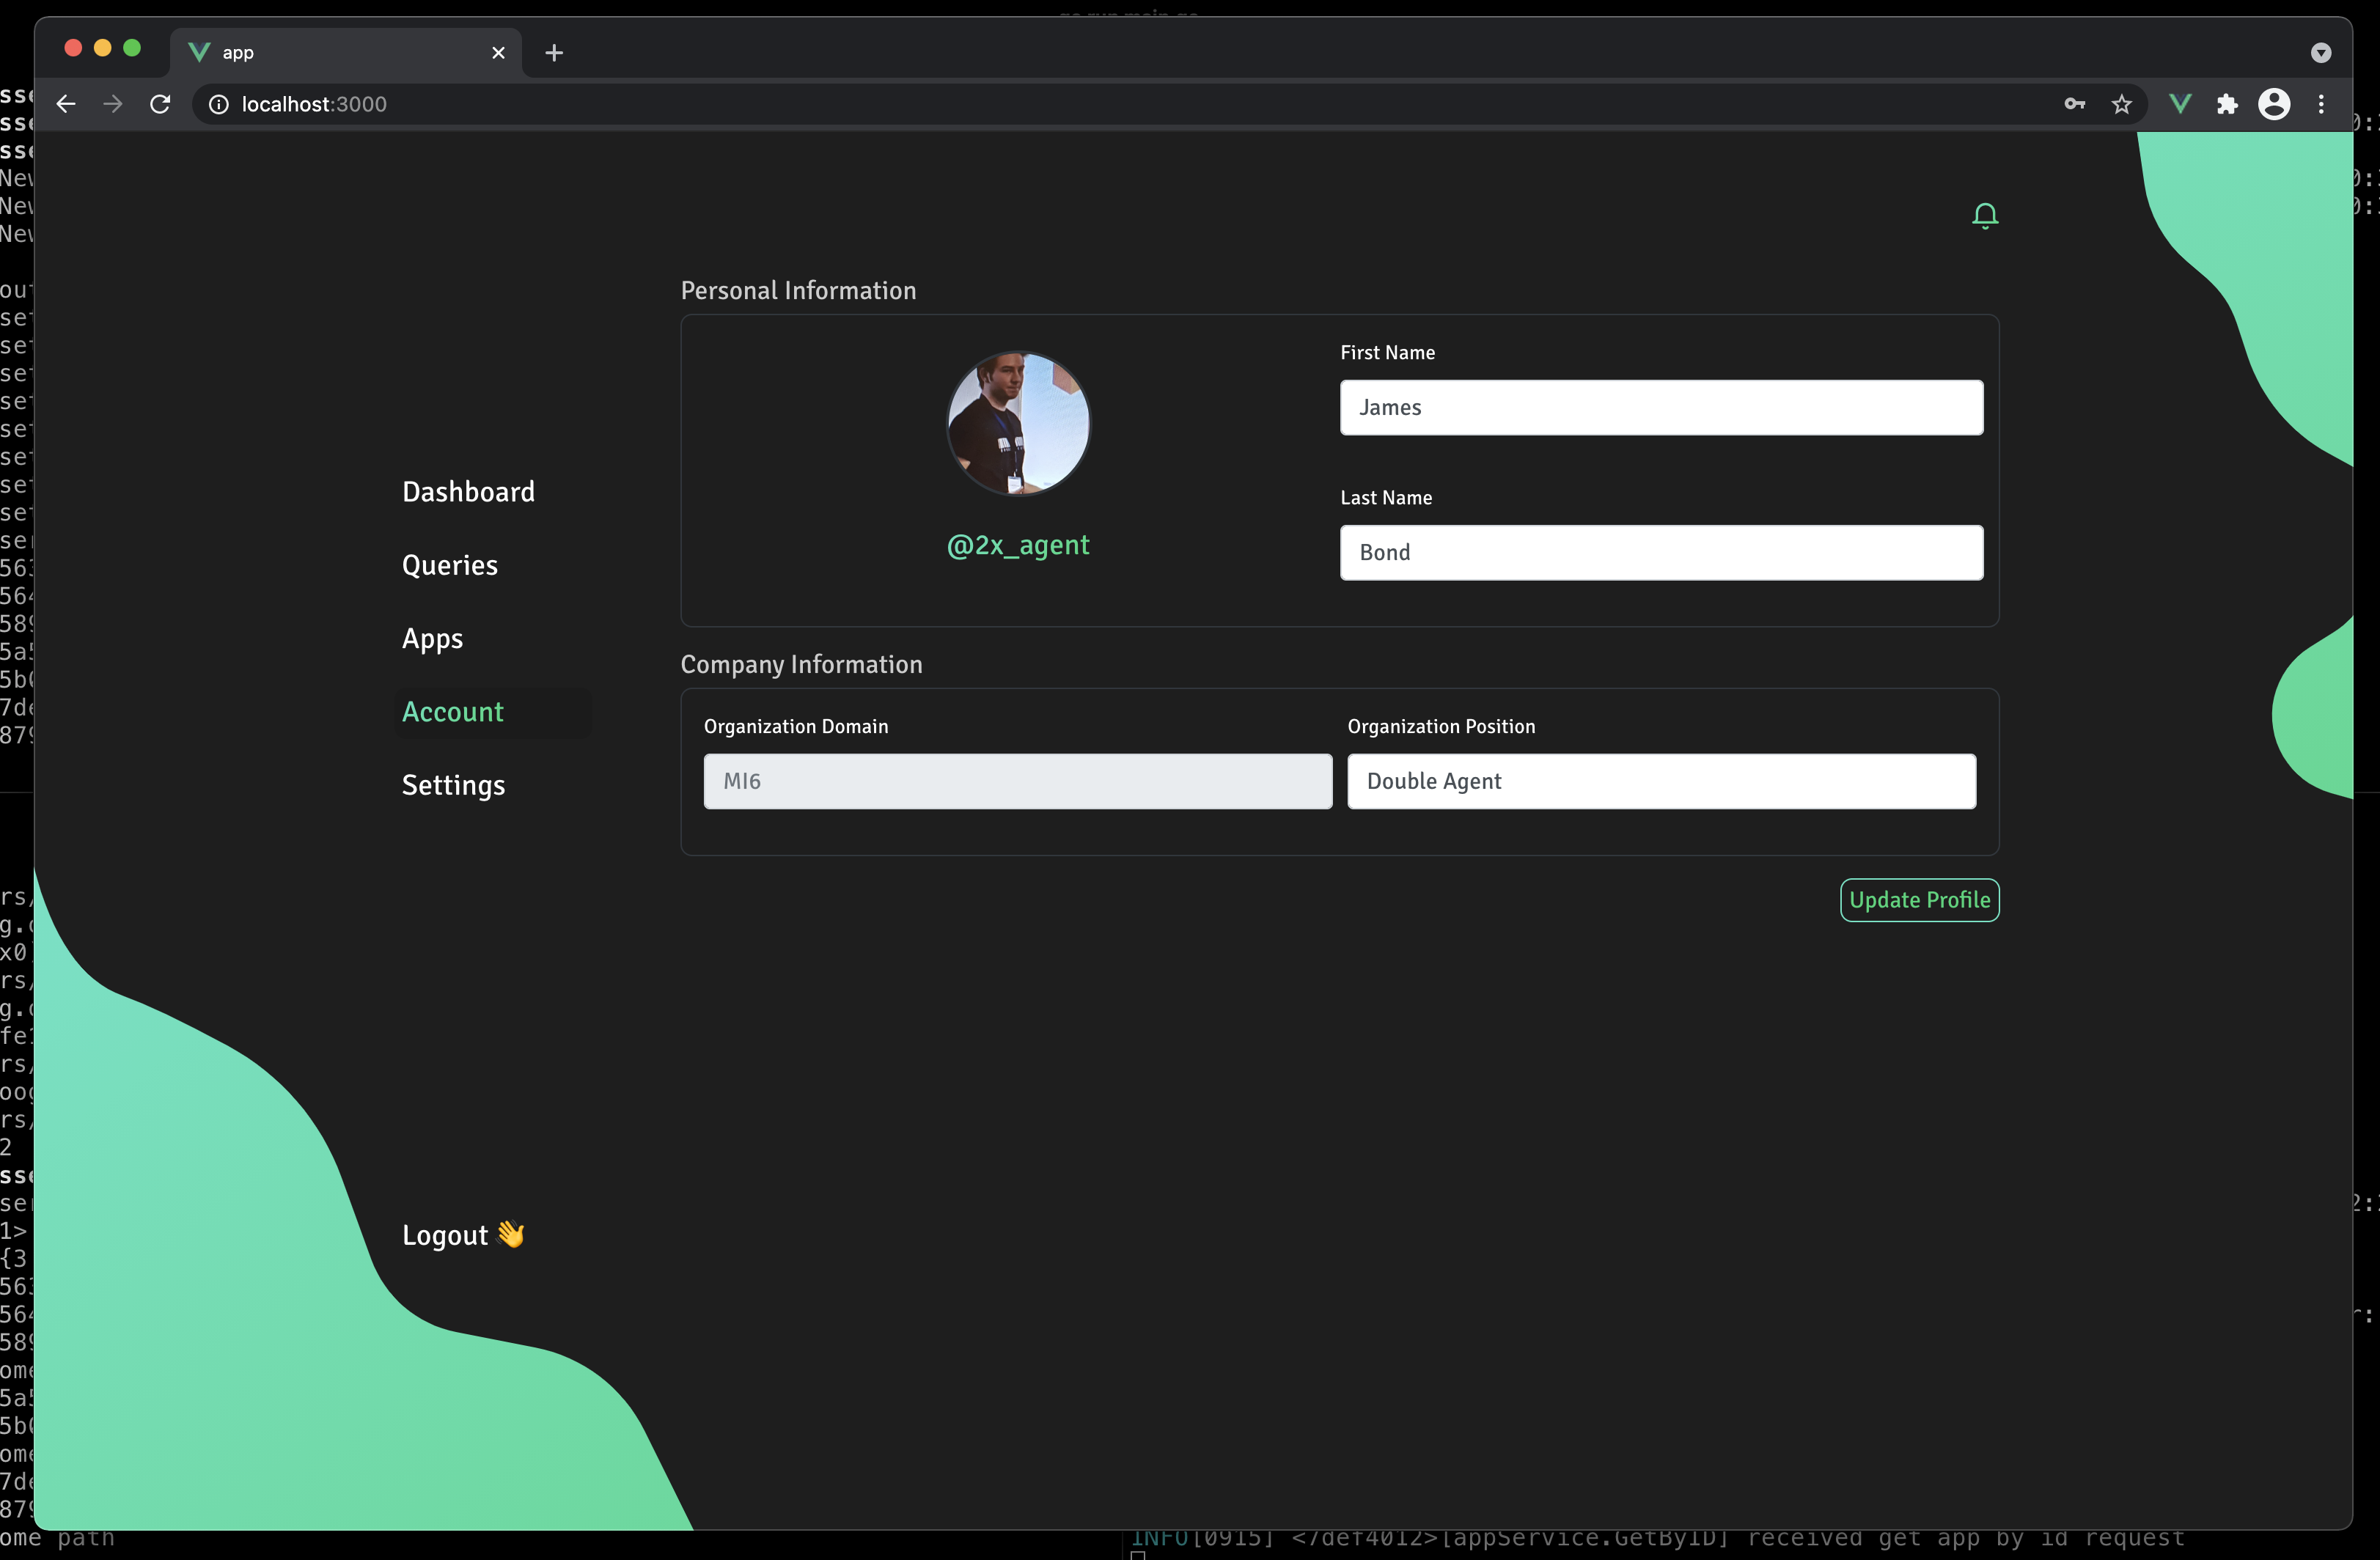 app
localhost:3000
Personal Information
First Name
James
@2x_agent
Last Name
Bond
Dashboard
Queries
Apps
Account
Settings
Company Information
Organization Domain
Organization Position
MI6
Double Agent
Update Profile
Logout 👋
ome path
INFO[0915] </def4012>[appService.GetByID] received get app by id request